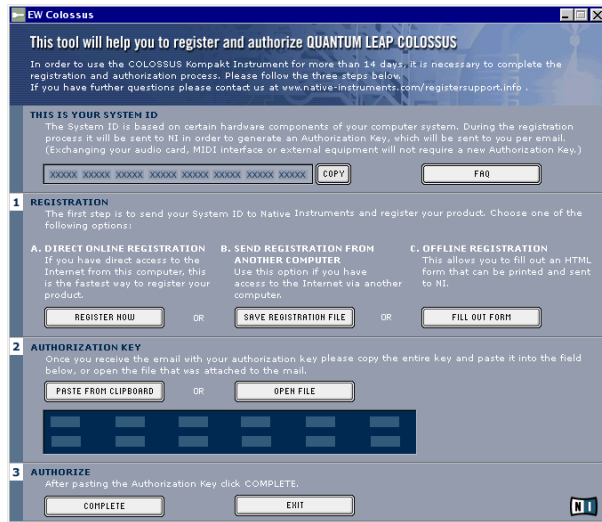 EW Colossus
This tool will help you to register and authorize QUANTUM LEAP COLOSSUS
In order to use the COLOSSUS Kompakt Instrument for more than 14 days, it is necessary to complete the
registration and authorization process. Please follow the three steps below.
If you have further questions please contact us at www.native-instruments.com/registersupport.info .
THIS IS YOUR SYSTEM ID
The System ID is based on certain hardware components of your computer system. During the registration
process it will be sent to NI in order to generate an Authorization Key, which will be sent to you per email.
(Exchanging your audio card, MIDI interface or external equipment will not require a new Authorization Key.)
XXXXX XXXXX XXXXX XXXXX XXXXX XXXXX XXXXX XXXXX
COPY
FAQ
1 REGISTRATION
The first step is to send your System ID to Native Instruments and register your product. Choose one of the
following options:
A. DIRECT ONLINE REGISTRATION
If you have direct access to the
Internet from this computer, this
is the fastest way to register your
product.
REGISTER NOW
OR
B. SEND REGISTRATION FROM
ANOTHER COMPUTER
Use this option if you have
access to the Internet via another
computer.
SAVE REGISTRATION FILE
OR
C. OFFLINE REGISTRATION
This allows you to fill out an HTML
form that can be printed and sent
to NI.
FILL OUT FORM
2 AUTHORIZATION KEY
Once you receive the email with your authorization key please copy the entire key and paste it into the field
below, or open the file that was attached to the mail.
PASTE FROM CLIPBOARD
OR
OPEN FILE
3 AUTHORIZE
After pasting the Authorization Key click COMPLETE.
COMPLETE
EXIT
NI